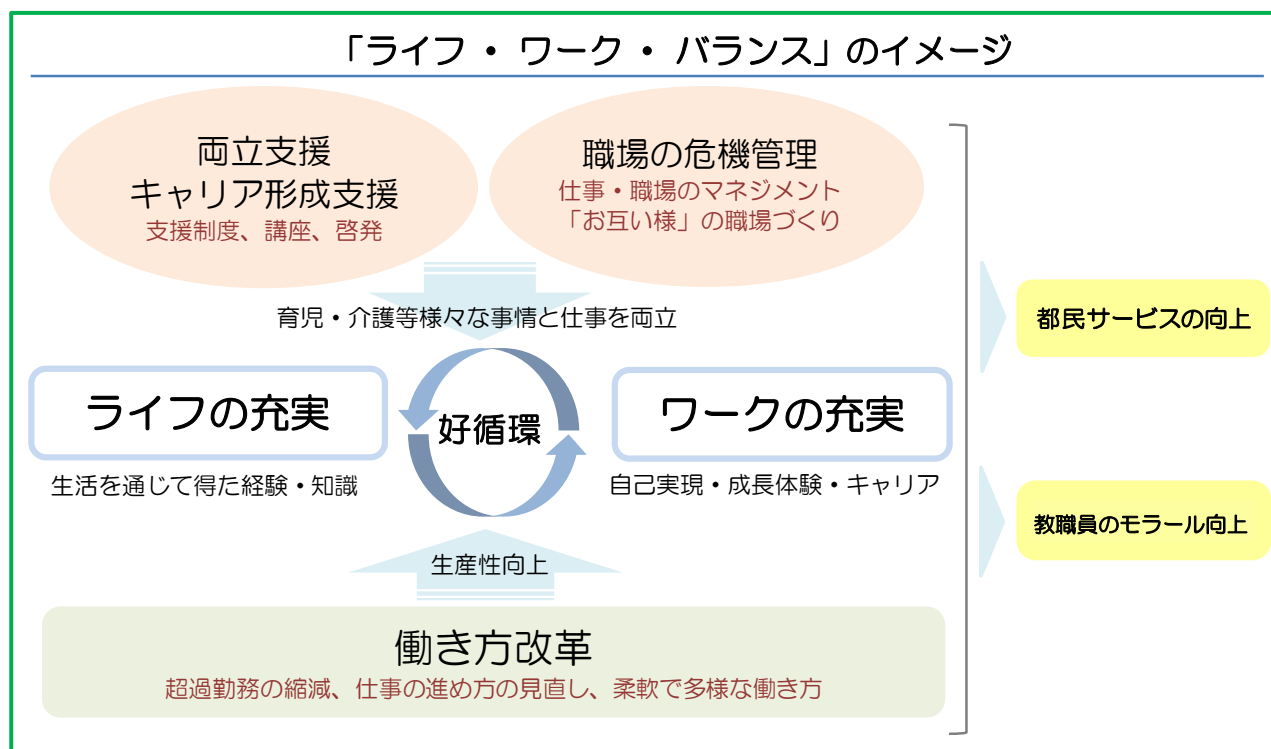 「ライフ ・ ワーク ・ バランス」のイメージ
両立支援
キャリア形成支援
支援制度、講座、啓発
職場の危機管理
仕事・職場のマネジメント
「お互い様」の職場づくり
育児・介護等様々な事情と仕事を両立
ライフの充実
好循環
ワークの充実
生活を通じて得た経験・知識
自己実現・成長体験・キャリア
生産性向上
働き方改革
超過勤務の縮減、仕事の進め方の見直し、柔軟で多様な働き方
都民サービスの向上
教職員のモラール向上